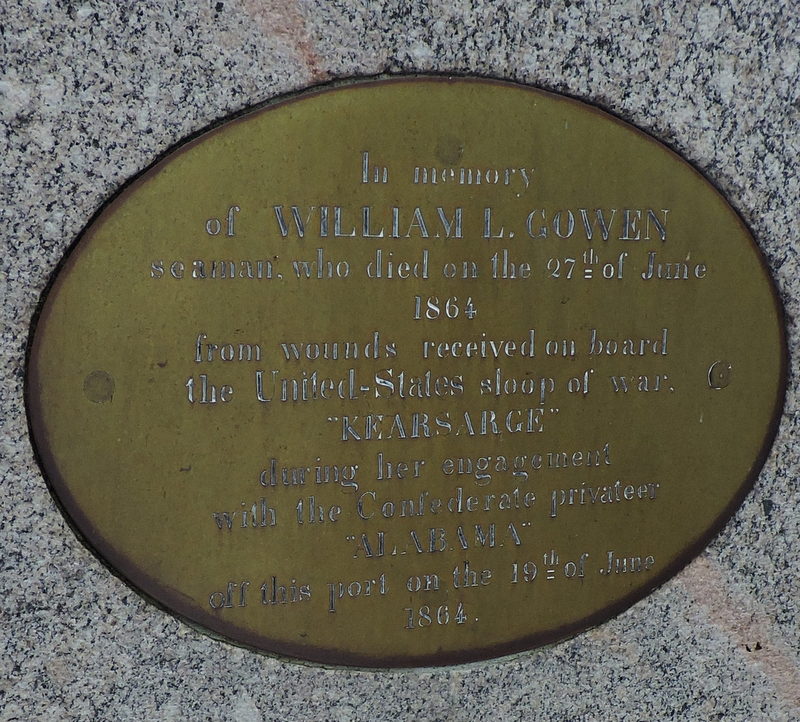 In memory
of WILLIAM L. GOWEN
seaman, who died on the 27th of June
1864
from wounds received on board
the United-States sloop of war,
"KEARSARGE"
during her engagement
with the Confederate privateer
"ALABAMA"
off this port on the 19th of June
1864.